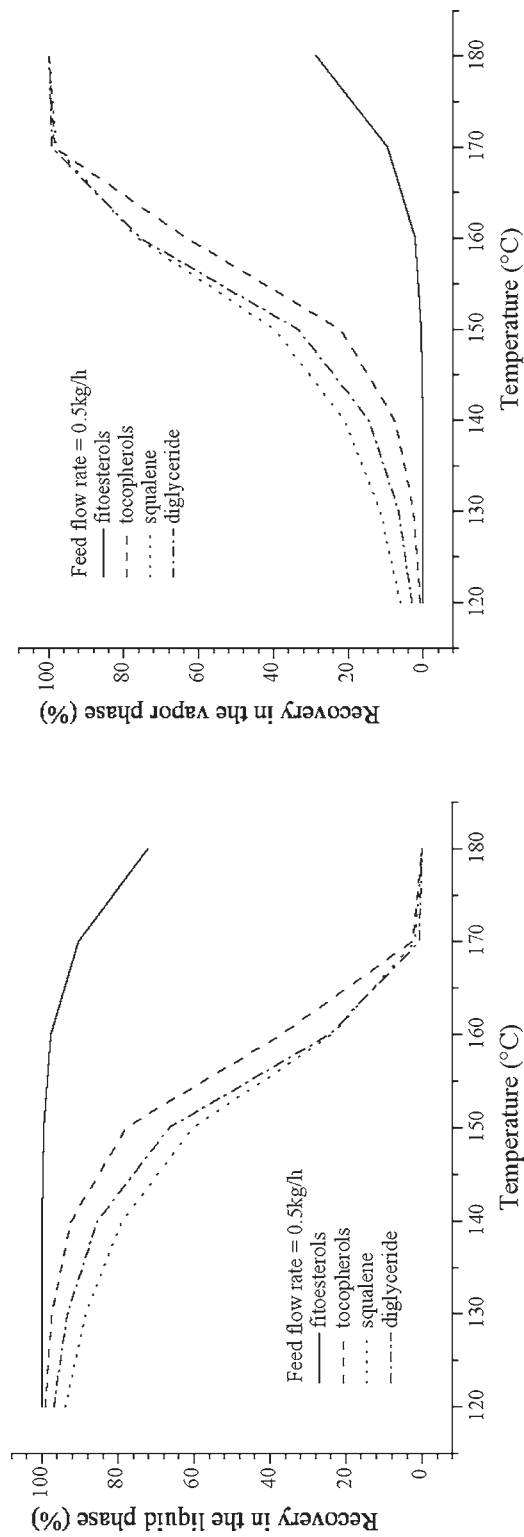 Recovery in the liquid phase (%)
100
80
60
40
20
0
Feed flow rate = 0.5kg/h
fitoesterols
tocopherols
squalene
diglyceride
120
130
140
150
160
170
180
Temperature (°C)
Recovery in the vapor phase (%)
100
80
60
40
20
0
Feed flow rate = 0.5kg/h
fitoesterols
tocopherols
squalene
diglyceride
120
130
140
150
160
170
180
Temperature (°C)